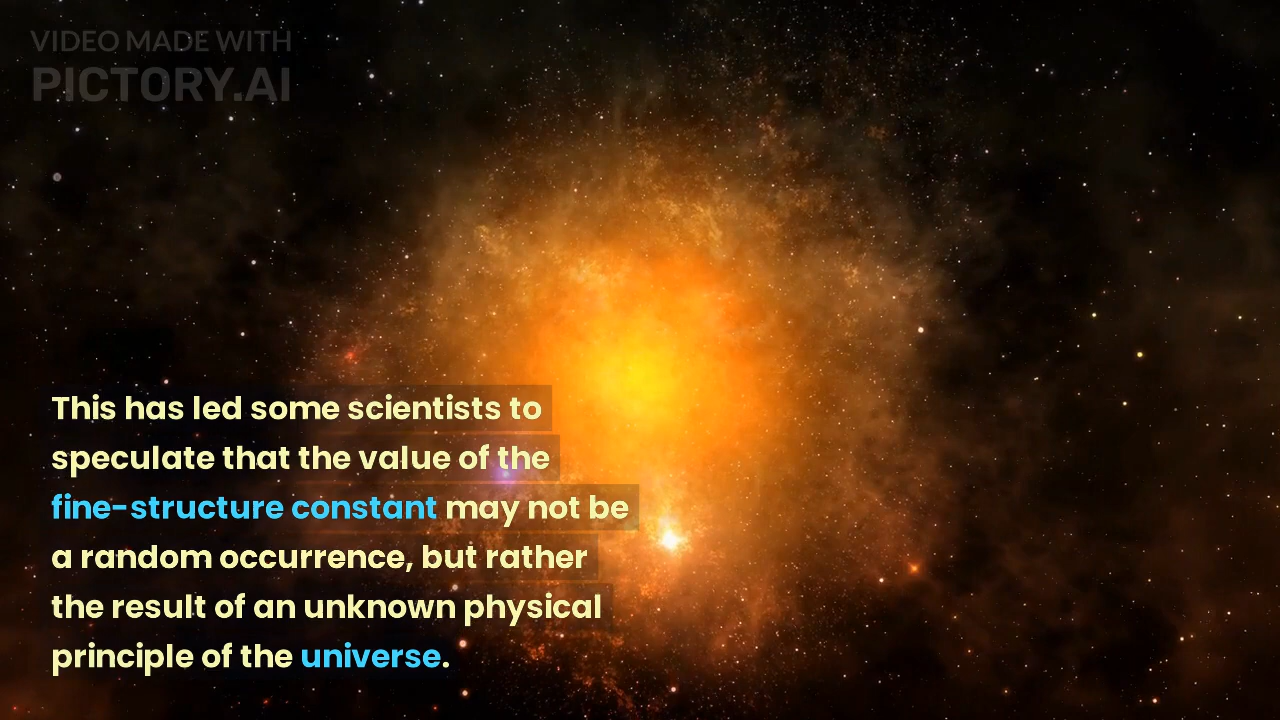 VIDEO MADE WITH
PICTORY.AI
This has led some scientists to
speculate that the value of the
fine-structure constant may not be
a random occurrence, but rather
the result of an unknown physical
principle of the universe.